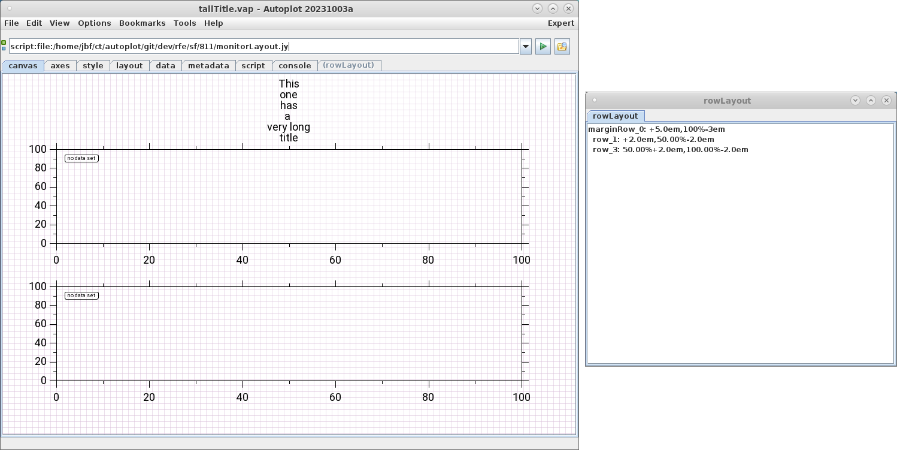 tallTitle.vap - Autoplot 20231003a
File Edit View Options Bookmarks Tools Help Expert
script:file:/home/jbf/ct/autoplot/git/dev/rfe/sf/811/monitorLayout.jy
canvas axes style layout data metadata script console (rowLayout)
This
one
has
a
very long
title
100
80
60
40
20
0
no data set
0 20 40 60 80 100
100
80
60
40
20
0
no data set
0 20 40 60 80 100
rowLayout
rowLayout
marginRow_0: +5.0em,100%-3em
row_1: +2.0em,50.00%-2.0em
row_3: 50.00%+2.0em,100.00%-2.0em